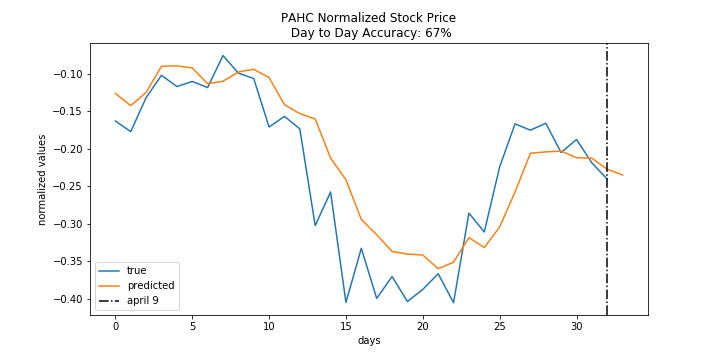 PAHC Normalized Stock Price
Day to Day Accuracy: 67%
normalized values
−0.10
−0.15
−0.20
−0.25
−0.30
−0.35
−0.40
true
predicted
april 9
0
5
10
15
20
25
30
days